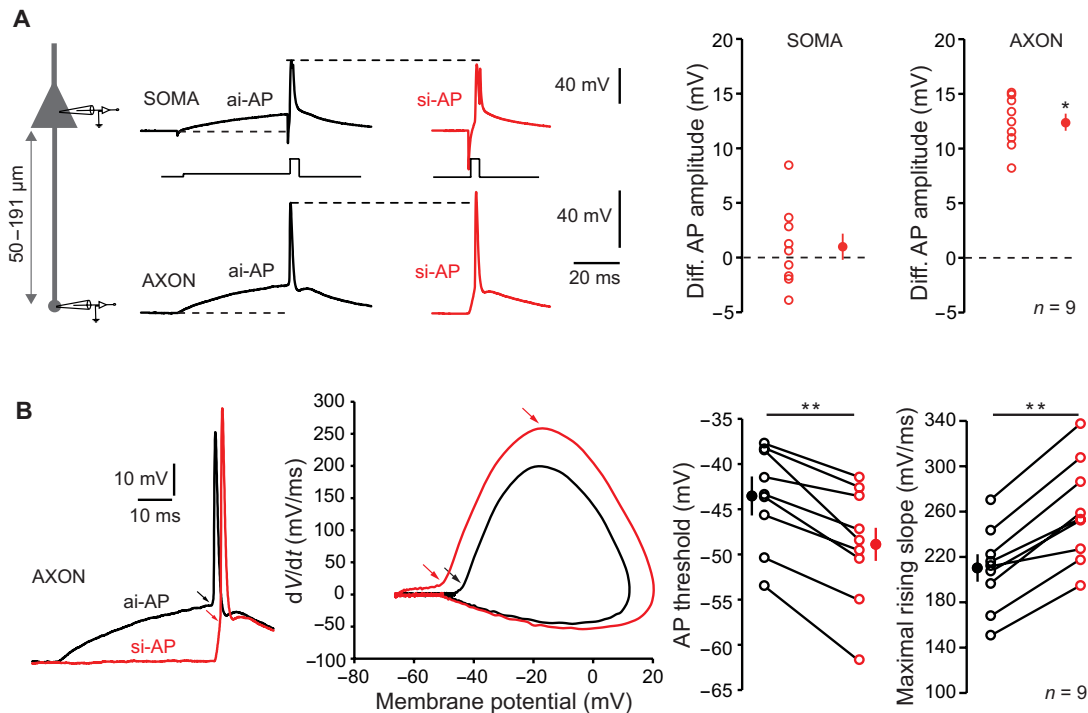 A
SOMA
ai-AP
si-AP
40 mV
50–191 µm
AXON
ai-AP
si-AP
40 mV
20 ms
SOMA
Diff. AP amplitude (mV)
20
15
10
5
0
−5
AXON
Diff. AP amplitude (mV)
20
15
10
5
0
−5
*
n = 9
B
10 mV
10 ms
AXON
ai-AP
si-AP
dV/dt (mV/ms)
300
250
200
150
100
50
0
−50
−100
−80 −60 −40 −20 0 20
Membrane potential (mV)
AP threshold (mV)
−35
−40
−45
−50
−55
−60
−65
**
Maximal rising slope (mV/ms)
340
300
260
220
180
140
100
**
n = 9